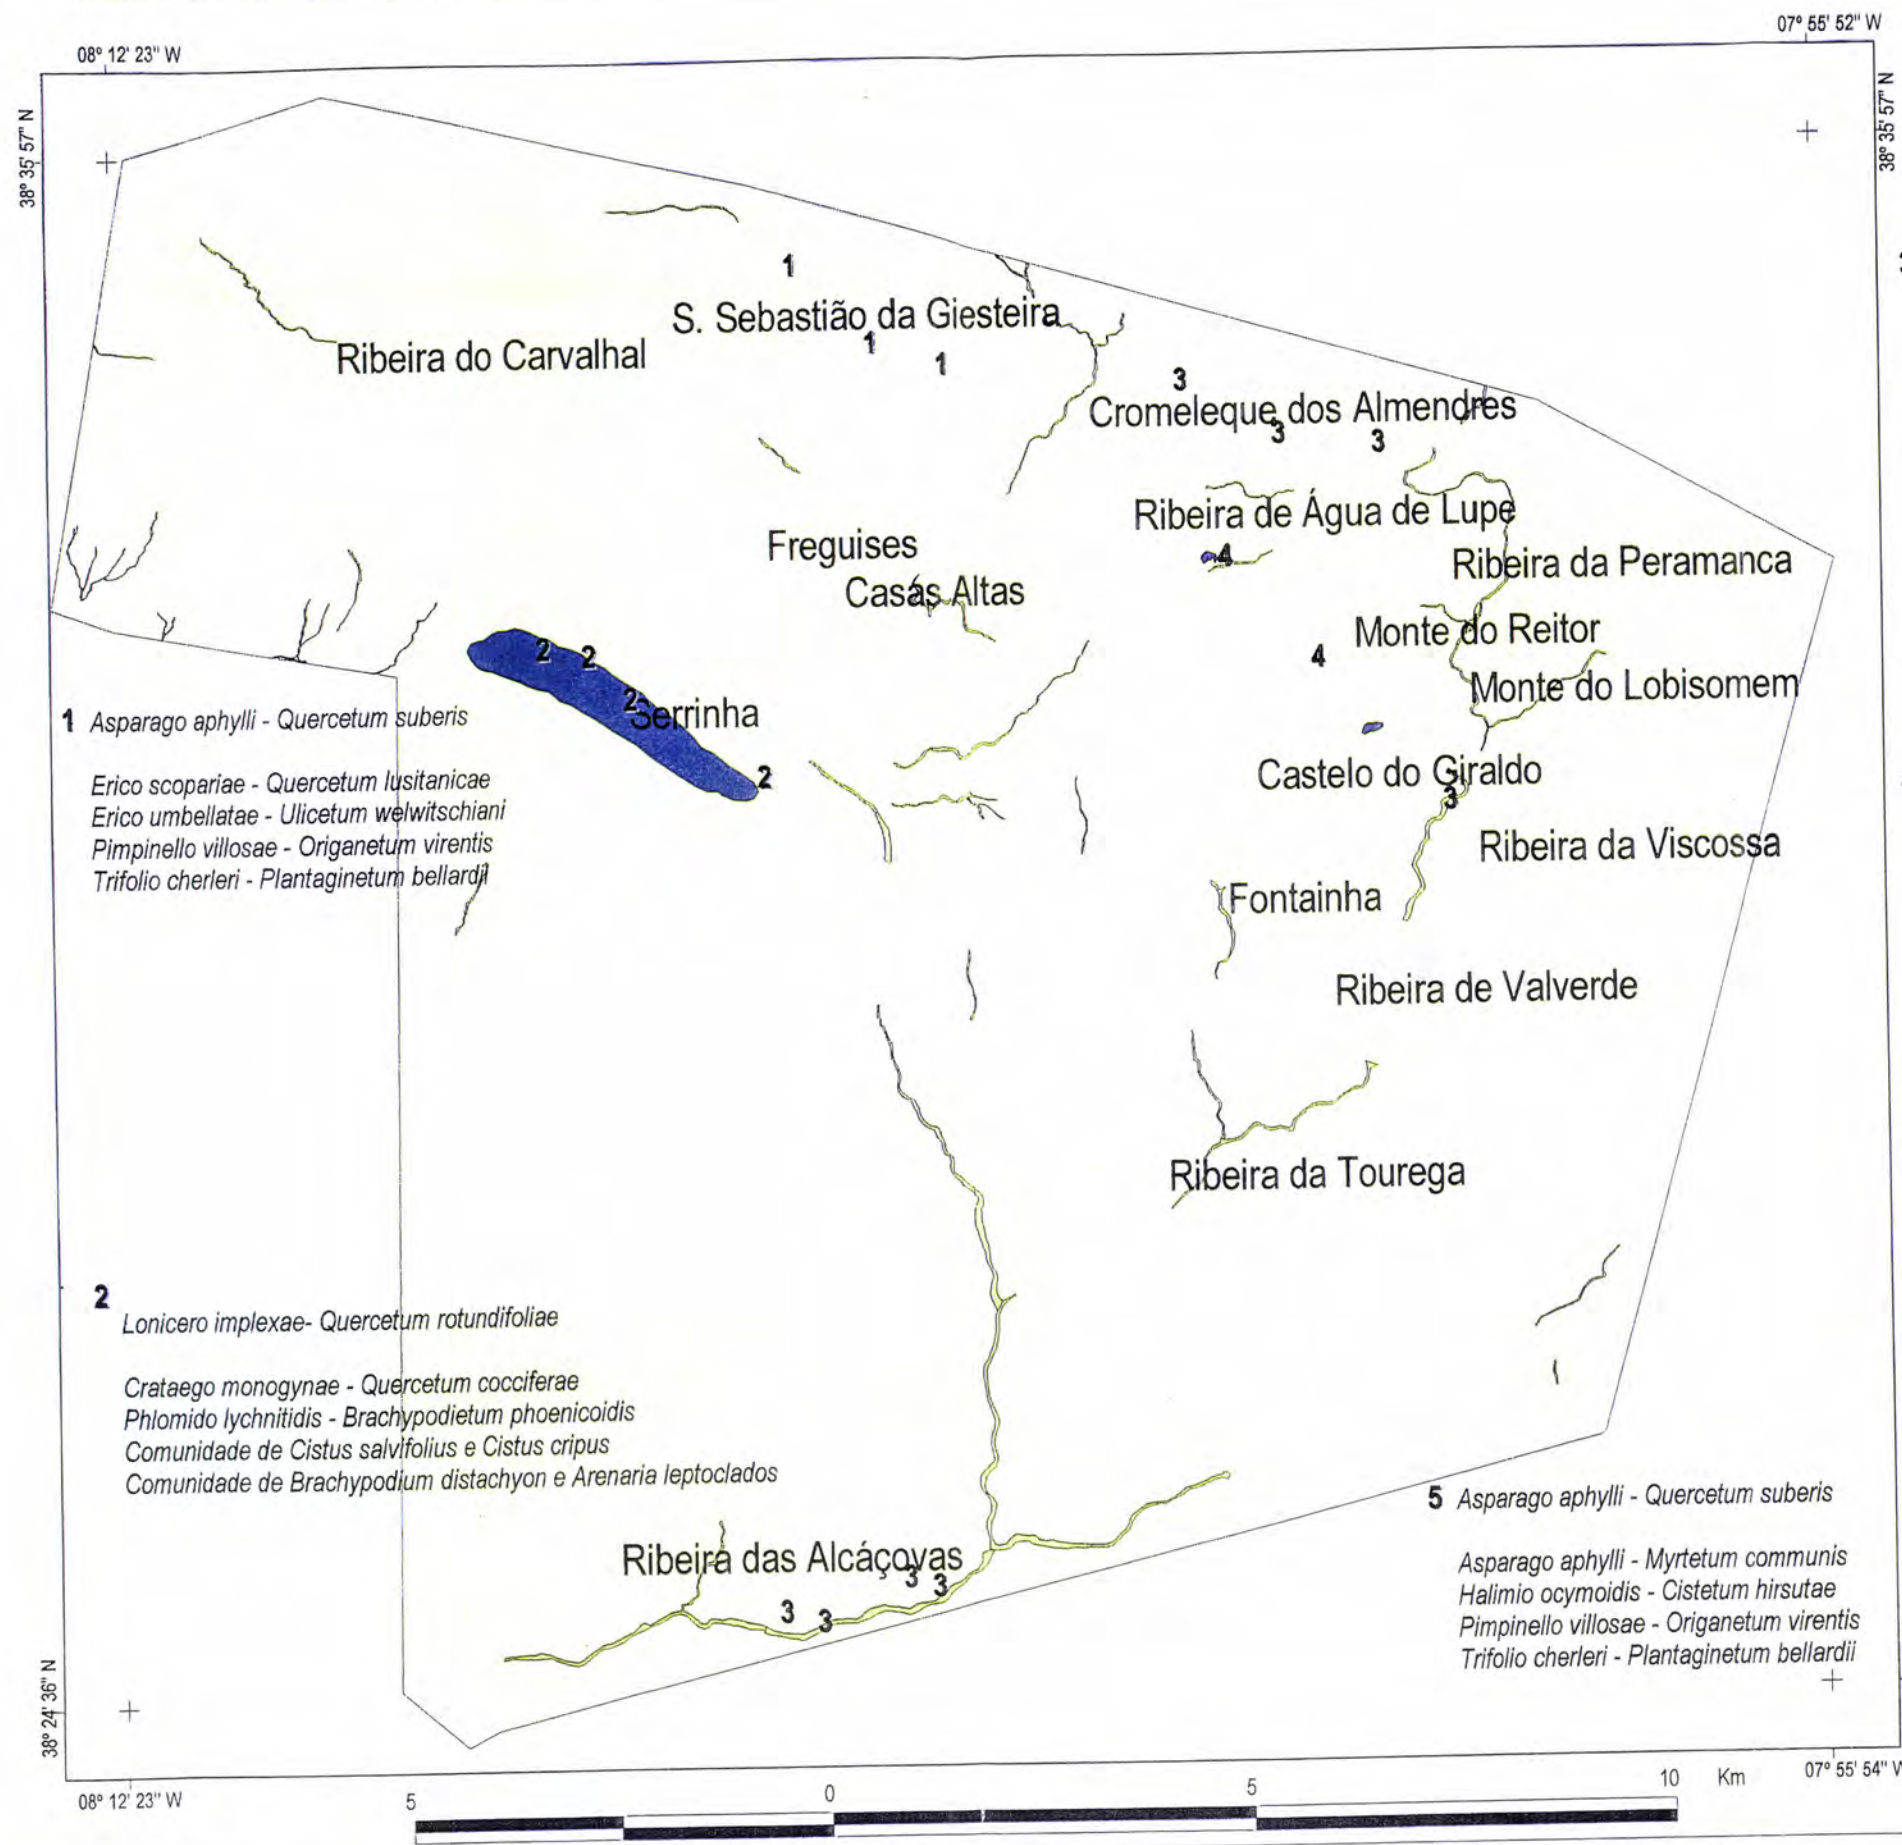 07° 55' 52" W
08° 12' 23" W
38° 35' 57" N
38° 35' 57" N
1
S. Sebastião da Giesteira
1
1
Ribeira do Carvalhal
3
Cromeleque dos Almendres
3
3
Ribeira de Água de Lupe
Freguises
4
Ribeira da Peramanca
Casas Altas
Monte do Reitor
2
2
4
Monte do Lobisomem
2
Serrinha
1 Asparago aphylli - Quercetum suberis
Erico scopariae - Quercetum lusitanicae
Erico umbellatae - Ulicetum welwitschiani
Pimpinello villosae - Origanetum virentis
Trifolio cherleri - Plantaginetum bellardii
2
Castelo do Giraldo
3
Ribeira da Viscossa
Fontainha
Ribeira de Valverde
Ribeira da Tourega
2
Lonicero implexae- Quercetum rotundifoliae
Crataego monogynae - Quercetum cocciferae
Phlomido lychnitidis - Brachypodietum phoenicoidis
Comunidade de Cistus salvifolius e Cistus cripus
Comunidade de Brachypodium distachyon e Arenaria leptoclados
5 Asparago aphylli - Quercetum suberis
Asparago aphylli - Myrtetum communis
Halimio ocymoidis - Cistetum hirsutae
Pimpinello villosae - Origanetum virentis
Trifolio cherleri - Plantaginetum bellardii
Ribeira das Alcáçovas
3
3
3
3
38° 24' 36" N
08° 12' 23" W
5 0 5 10 Km
07° 55' 54" W